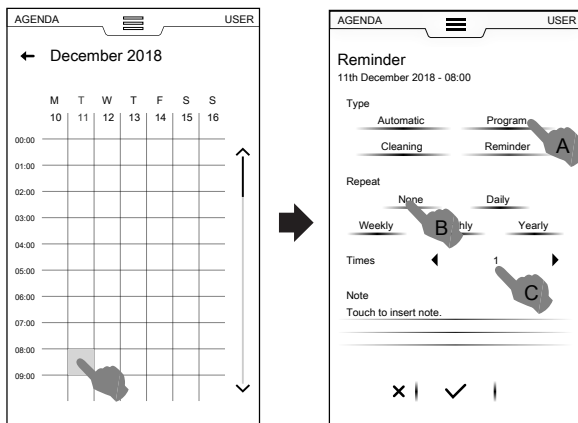 AGENDA USER
December 2018
M T W T F S S
10 11 12 13 14 15 16
00:00
01:00
02:00
03:00
04:00
05:00
06:00
07:00
08:00
09:00
AGENDA USER
Reminder
11th December 2018 - 08:00
Type
Automatic Program
Cleaning Reminder
A
Repeat
None Daily
Weekly hly Yearly
B
Times 1
C
Note
Touch to insert note.